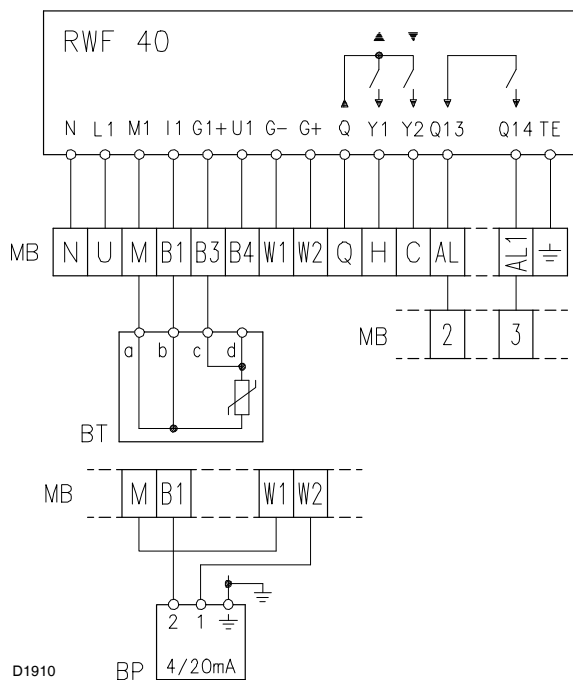 RWF 40
N L1 M1 I1 G1+ U1 G- G+ Q Y1 Y2 Q13 Q14 TE
MB N U M B1 B3 B4 W1 W2 Q H C AL AL1
MB 2 3
a b c d
BT
MB M B1 W1 W2
2 1
D1910 BP 4/20mA